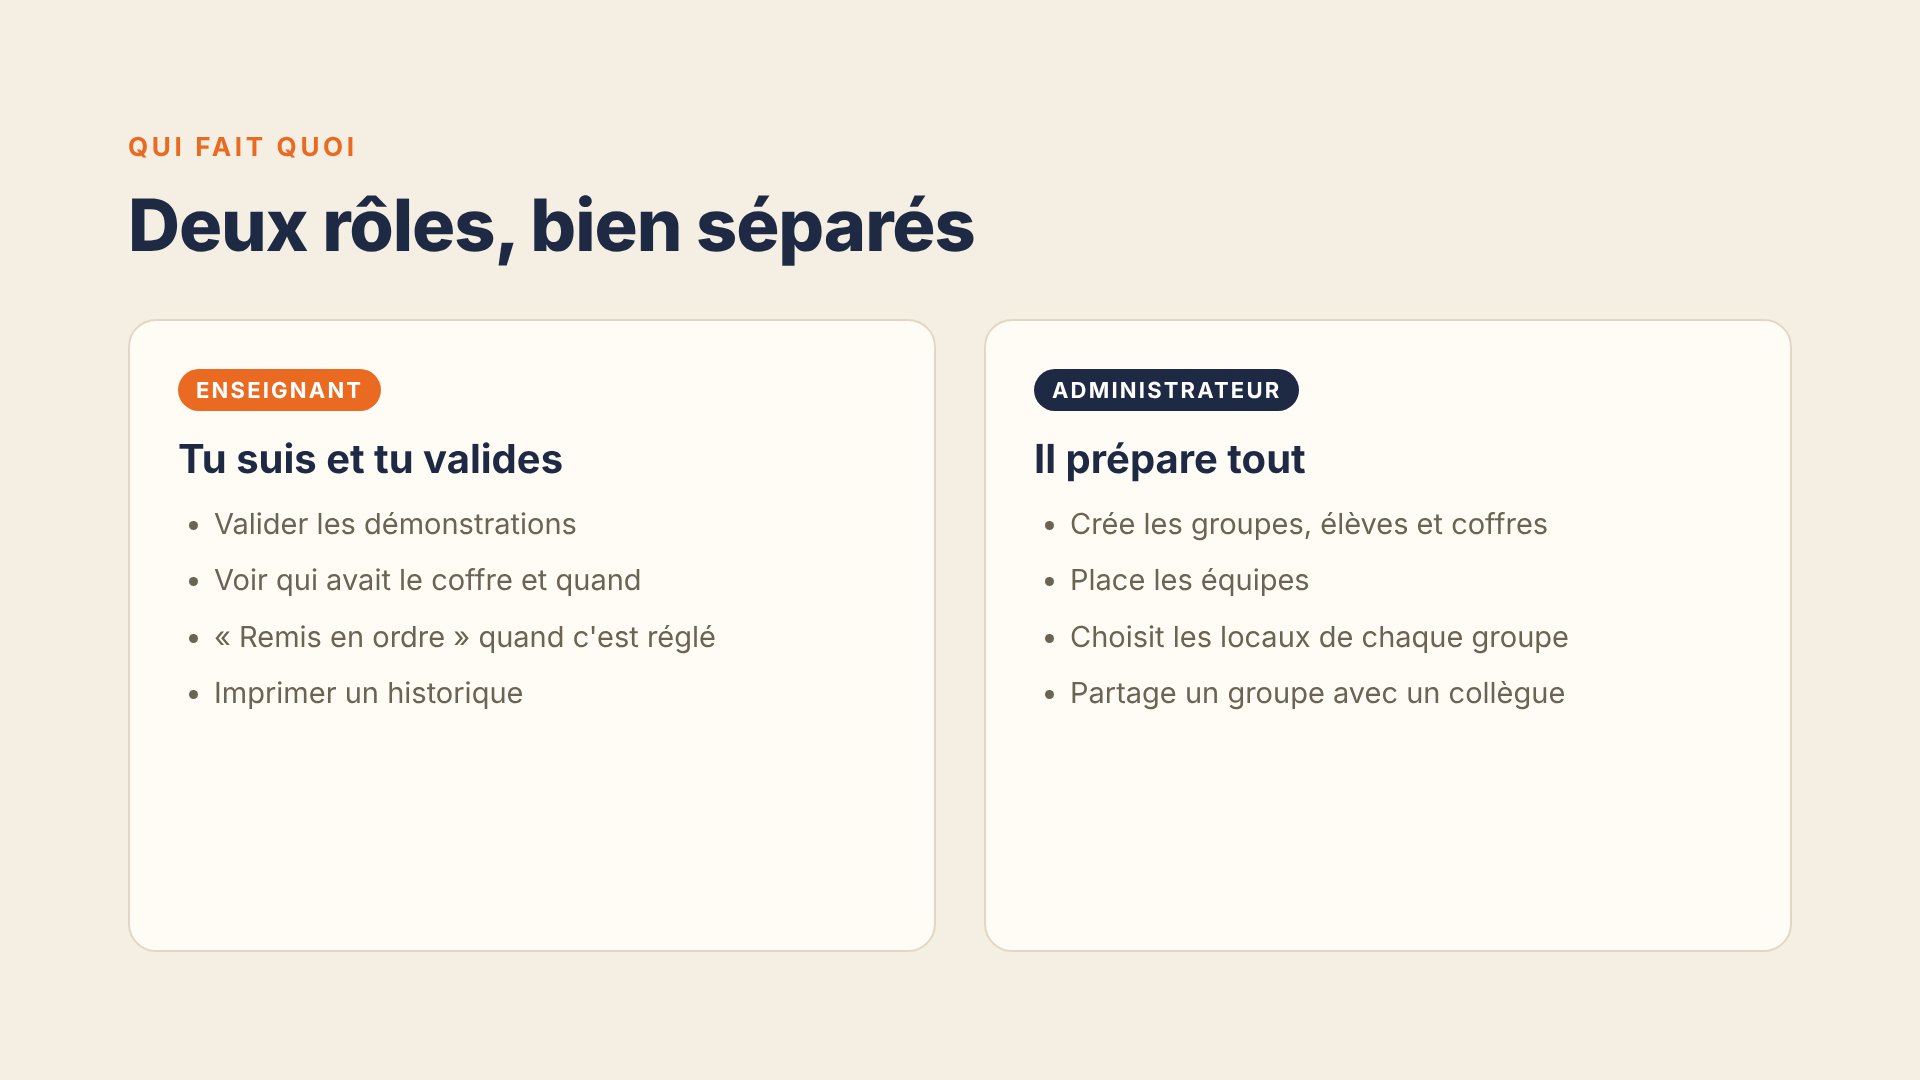 QUI FAIT QUOI
Deux rôles, bien séparés
ENSEIGNANT
Tu suis et tu valides
• Valider les démonstrations
• Voir qui avait le coffre et quand
• « Remis en ordre » quand c'est réglé
• Imprimer un historique
ADMINISTRATEUR
Il prépare tout
• Crée les groupes, élèves et coffres
• Place les équipes
• Choisit les locaux de chaque groupe
• Partage un groupe avec un collègue